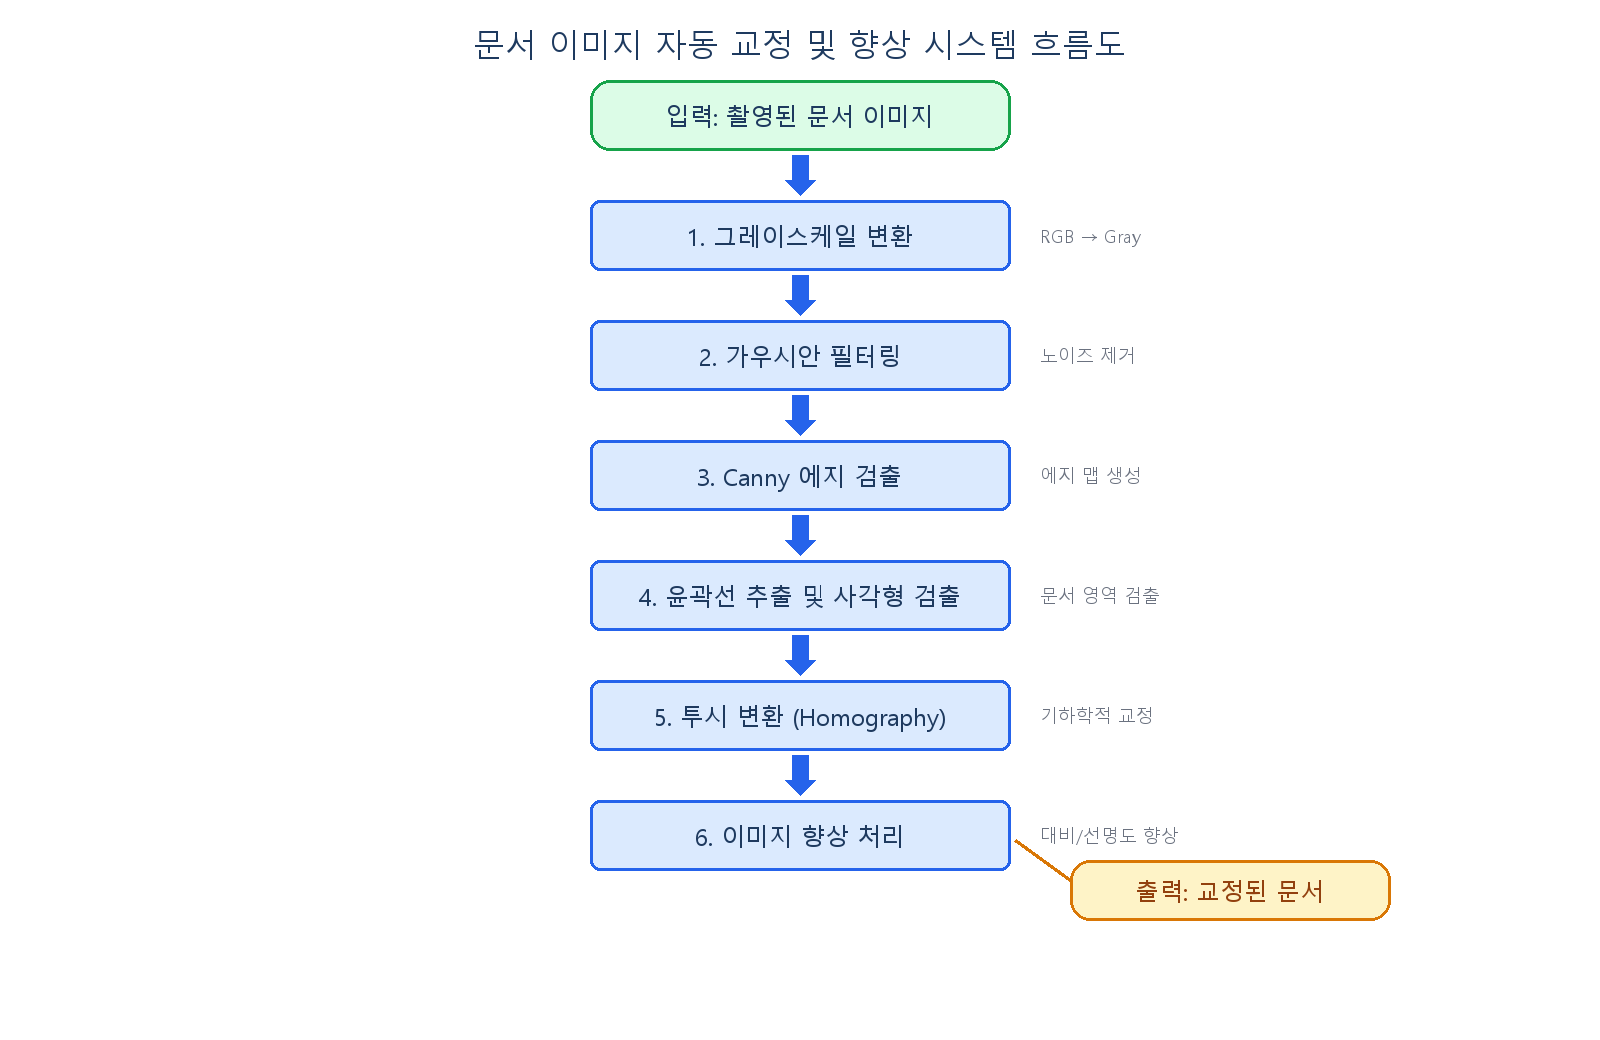 문서 이미지 자동 교정 및 향상 시스템 흐름도
입력: 촬영된 문서 이미지
1. 그레이스케일 변환
RGB → Gray
2. 가우시안 필터링
노이즈 제거
3. Canny 에지 검출
에지 맵 생성
4. 윤곽선 추출 및 사각형 검출
문서 영역 검출
5. 투시 변환 (Homography)
기하학적 교정
6. 이미지 향상 처리
대비/선명도 향상
출력: 교정된 문서